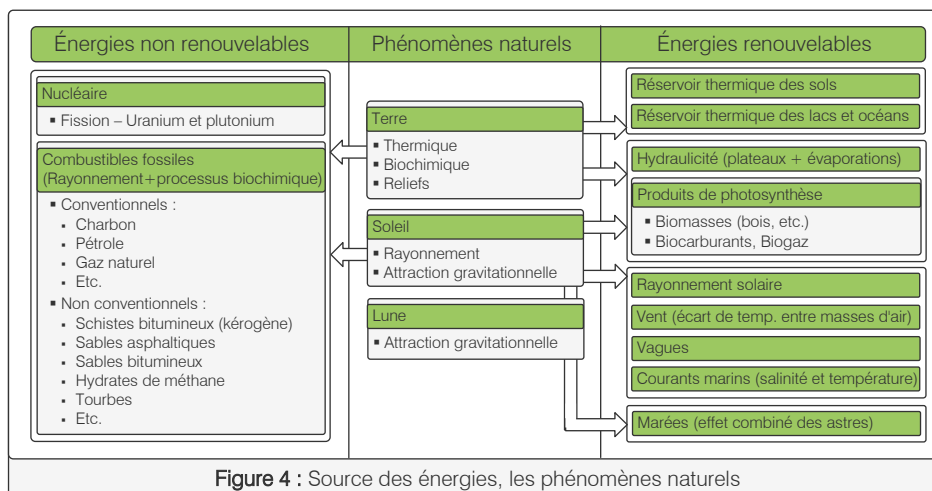 Énergies non renouvelables
Phénomènes naturels
Énergies renouvelables
Nucléaire
▪ Fission – Uranium et plutonium
Combustibles fossiles
(Rayonnement+processus biochimique)
▪ Conventionnels :
▪ Charbon
▪ Pétrole
▪ Gaz naturel
▪ Etc.
▪ Non conventionnels :
▪ Schistes bitumineux (kérogène)
▪ Sables asphaltiques
▪ Sables bitumineux
▪ Hydrates de méthane
▪ Tourbes
▪ Etc.
Terre
▪ Thermique
▪ Biochimique
▪ Reliefs
Soleil
▪ Rayonnement
▪ Attraction gravitationnelle
Lune
▪ Attraction gravitationnelle
Réservoir thermique des sols
Réservoir thermique des lacs et océans
Hydraulicité (plateaux + évaporations)
Produits de photosynthèse
▪ Biomasses (bois, etc.)
▪ Biocarburants, Biogaz
Rayonnement solaire
Vent (écart de temp. entre masses d'air)
Vagues
Courants marins (salinité et température)
Marées (effet combiné des astres)
Figure 4 : Source des énergies, les phénomènes naturels